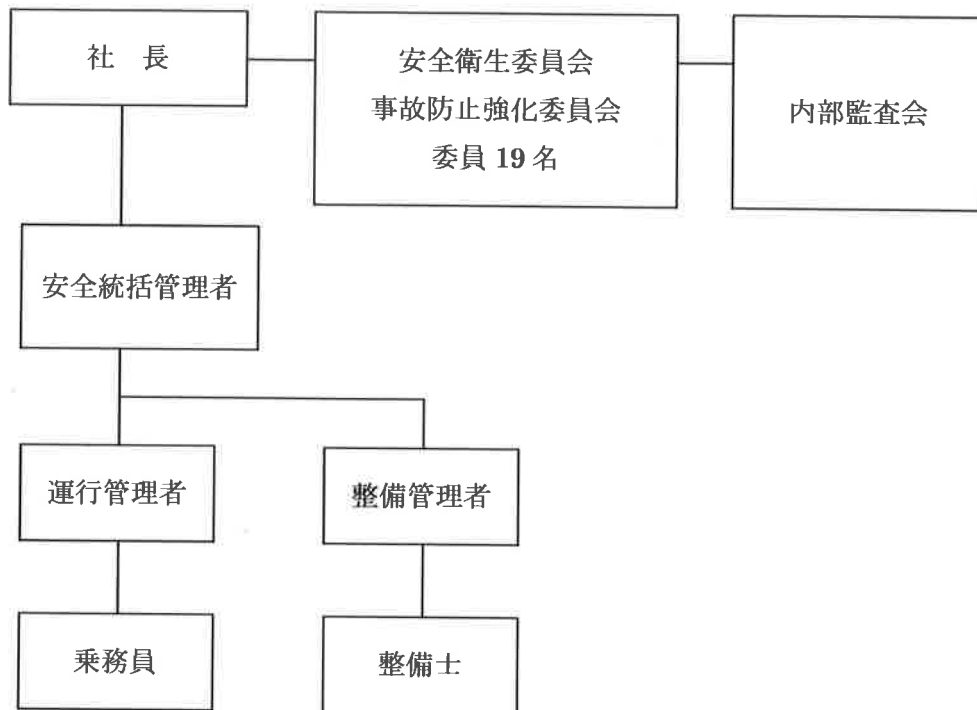 社　長
安全衛生委員会
事故防止強化委員会
委員 19 名
内部監査会
安全統括管理者
運行管理者
整備管理者
乗務員
整備士